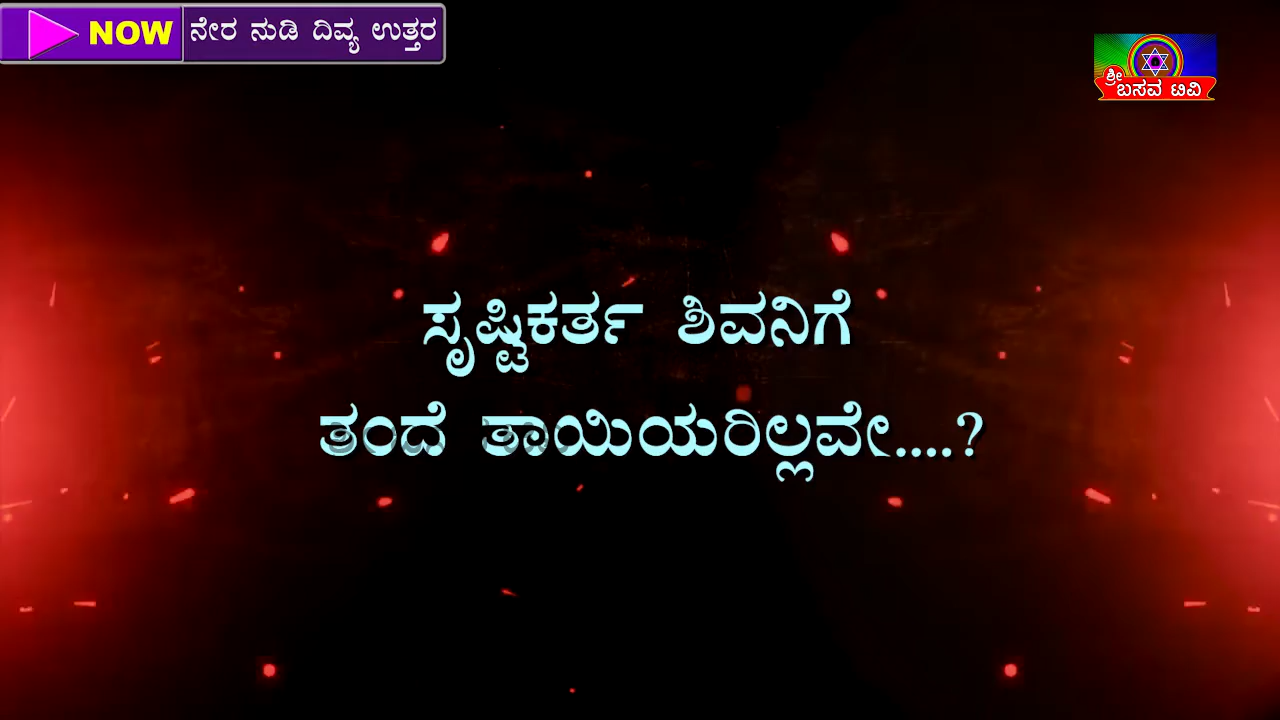 NOW ನೇರ ನುಡಿ ದಿವ್ಯ ಉತ್ತರ
ಶ್ರೀ
ಬಸವ ಟಿವಿ
ಸೃಷ್ಟಿಕರ್ತ ಶಿವನಿಗೆ
ತಂದೆ ತಾಯಿಯರಿಲ್ಲವೇ....?